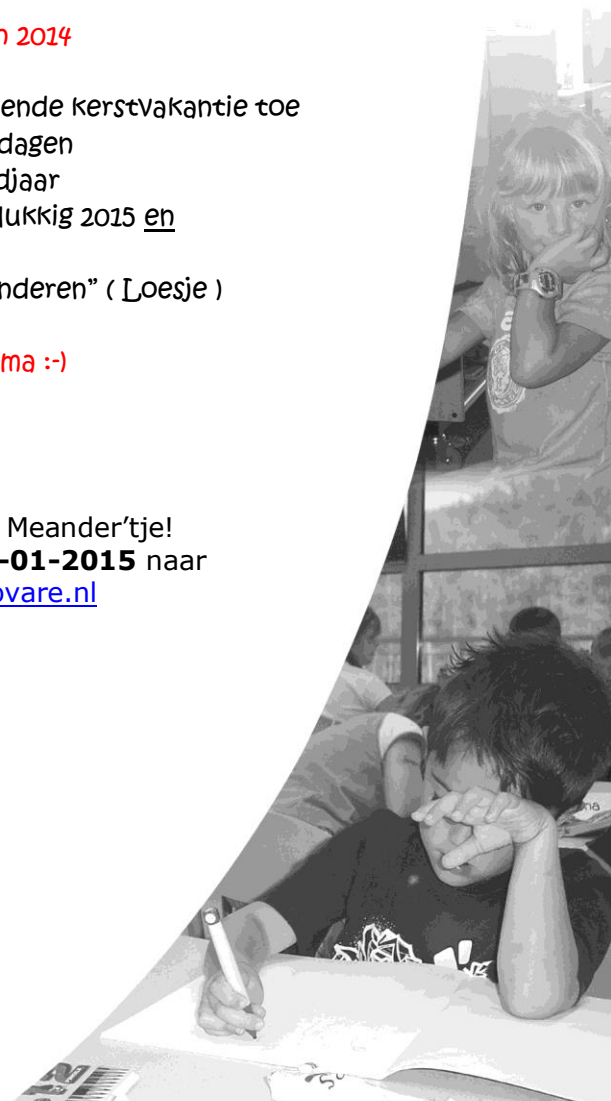 n 2014
ende kerstvakantie toe
dagen
djaar
lukkig 2015 en
nderen” ( Loesje )
ma :-)
Meander’tje!
-01-2015 naar
ovare.nl